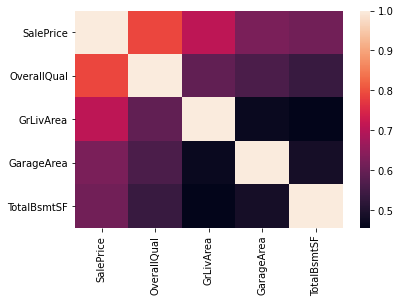 SalePrice
OverallQual
GrLivArea
GarageArea
TotalBsmtSF
SalePrice
OverallQual
GrLivArea
GarageArea
TotalBsmtSF
1.0
0.9
0.8
0.7
0.6
0.5